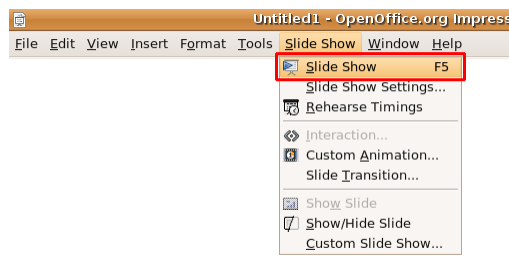 Untitled1 - OpenOffice.org Impress
File Edit View Insert Format Tools Slide Show Window Help
Slide Show F5
Slide Show Settings...
Rehearse Timings
Interaction...
Custom Animation...
Slide Transition...
Show Slide
Show/Hide Slide
Custom Slide Show...